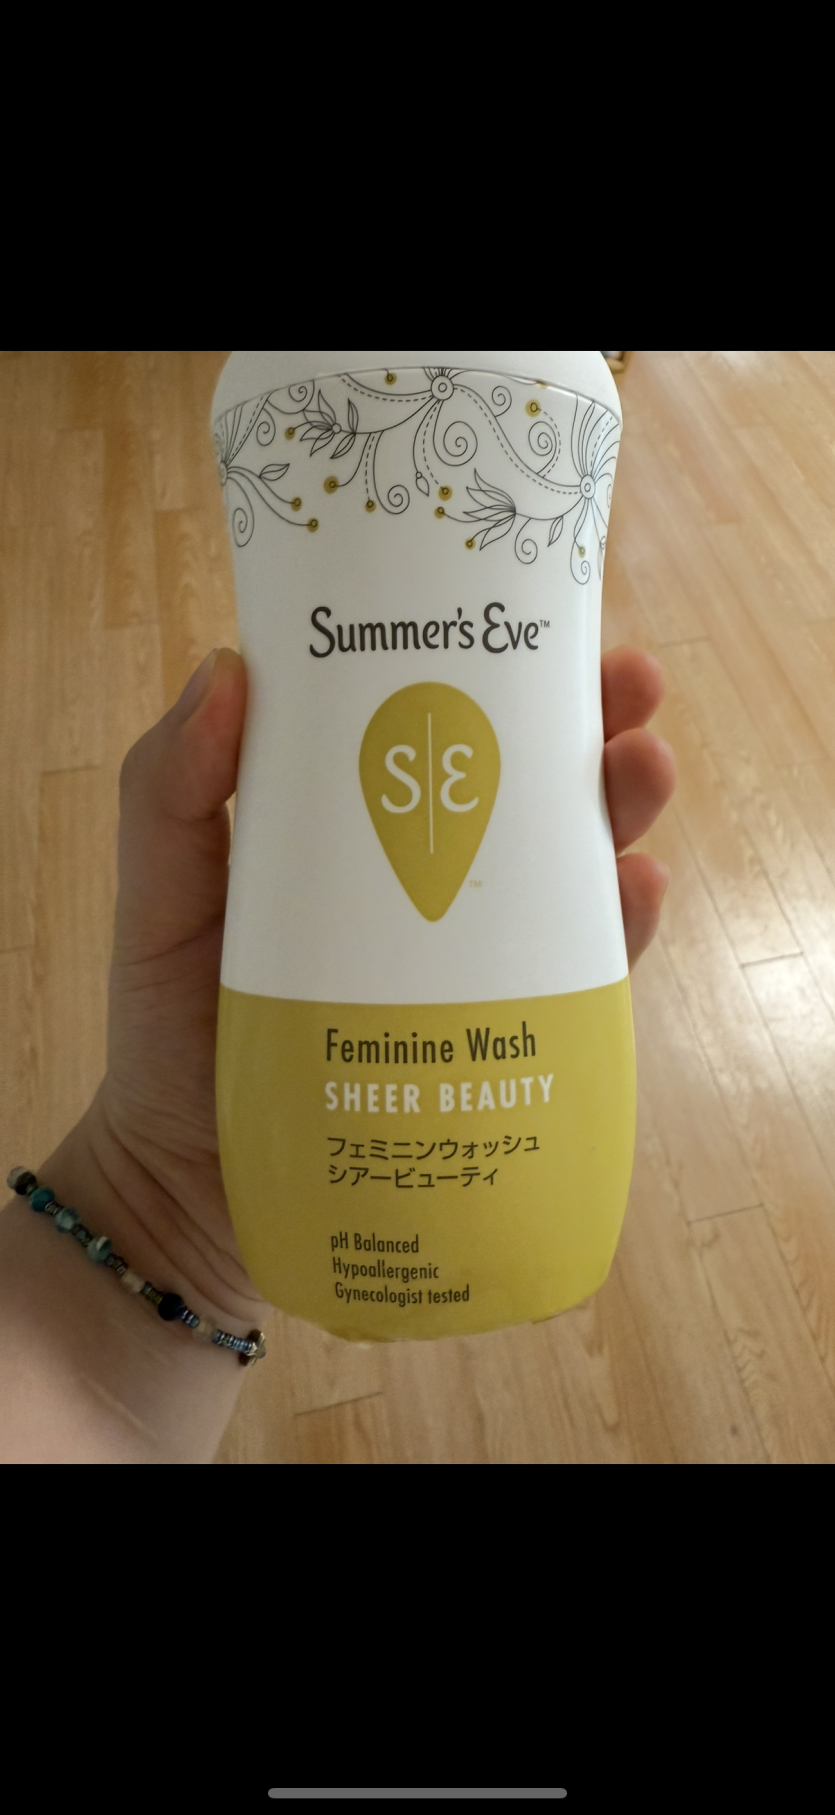 Summer's Eve™
S|E
™
Feminine Wash
SHEER BEAUTY
フェミニンウォッシュ
シアービューティ
pH Balanced
Hypoallergenic
Gynecologist tested